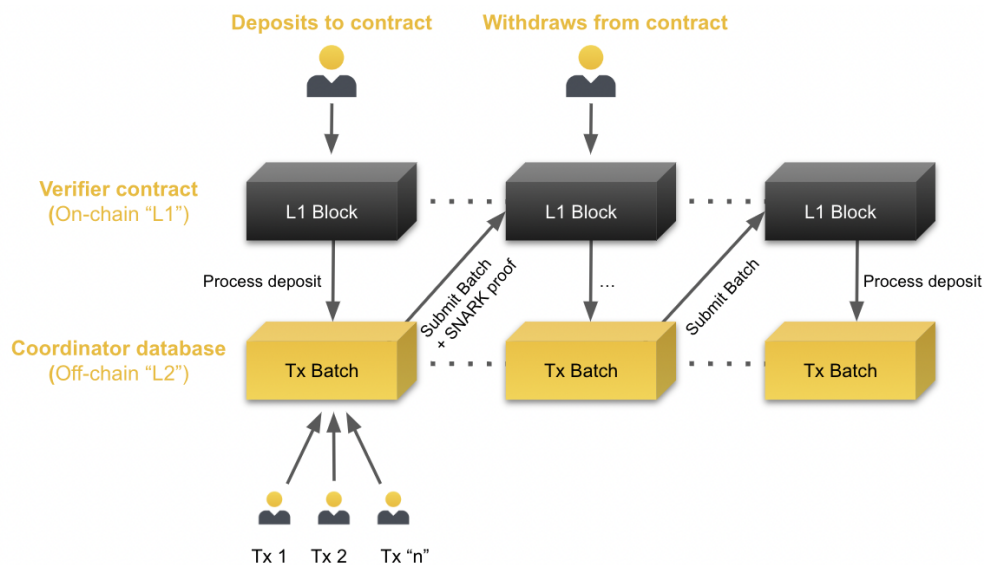 Deposits to contract
Withdraws from contract
Verifier contract
(On-chain “L1”)
L1 Block
L1 Block
L1 Block
Process deposit
Submit Batch
+ SNARK proof
...
Submit Batch
Process deposit
Coordinator database
(Off-chain “L2”)
Tx Batch
Tx Batch
Tx Batch
Tx 1
Tx 2
Tx “n”